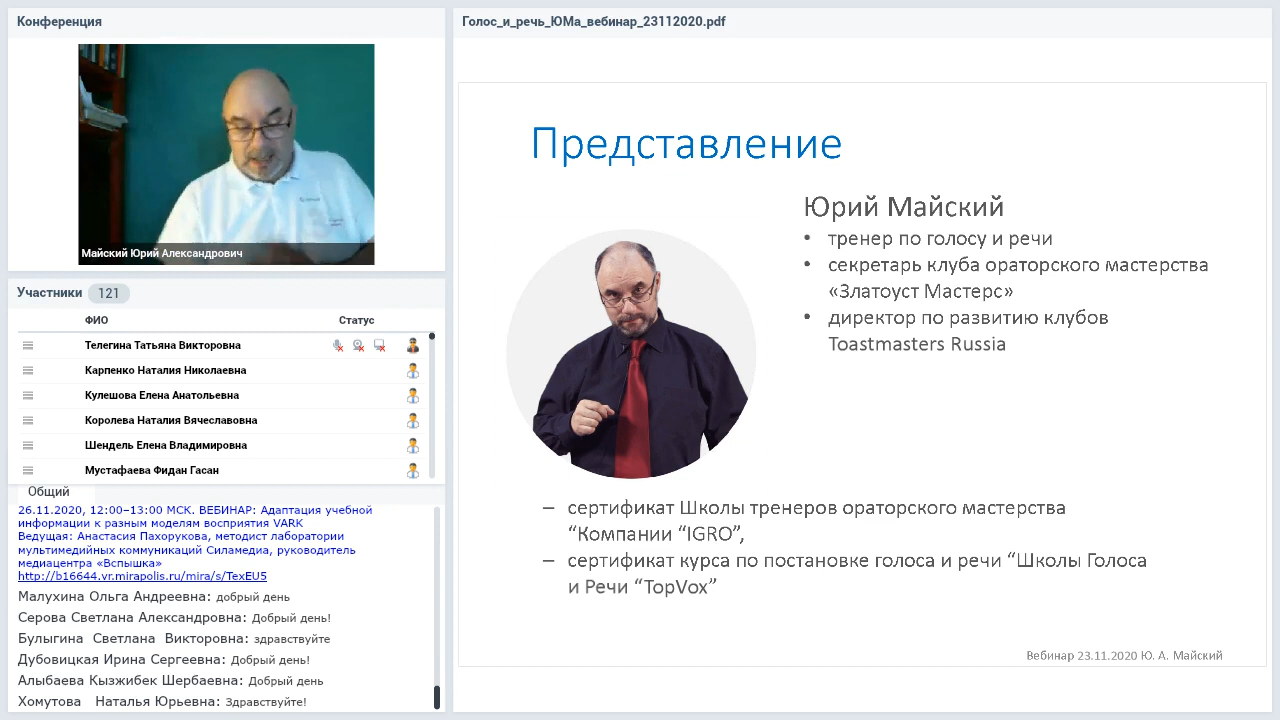 Конференция
Майский Юрий Александрович
Участники 121
ФИО Статус
Телегина Татьяна Викторовна
Карпенко Наталия Николаевна
Кулешова Елена Анатольевна
Королева Наталия Вячеславовна
Шендель Елена Владимировна
Мустафаева Фидан Гасан
Общий
26.11.2020, 12:00–13:00 МСК. ВЕБИНАР: Адаптация учебной
информации к разным моделям восприятия VARK
Ведущая: Анастасия Пахорукова, методист лаборатории
мультимедийных коммуникаций Силамедиа, руководитель
медиацентра «Вспышка»
http://b16644.vr.mirapolis.ru/mira/s/TexEU5
Малухина Ольга Андреевна: добрый день
Серова Светлана Александровна: Добрый день!
Булыгина Светлана Викторовна: здравствуйте
Дубовицкая Ирина Сергеевна: Добрый день!
Алыбаева Кызжибек Шербаевна: Добрый день
Хомутова Наталья Юрьевна: Здравствуйте!
Голос_и_речь_ЮМа_вебинар_23112020.pdf
Представление
Юрий Майский
• тренер по голосу и речи
• секретарь клуба ораторского мастерства
«Златоуст Мастерс»
• директор по развитию клубов
Toastmasters Russia
– сертификат Школы тренеров ораторского мастерства
“Компании “IGRO”,
– сертификат курса по постановке голоса и речи “Школы Голоса
и Речи “TopVox”
Вебинар 23.11.2020 Ю. А. Майский